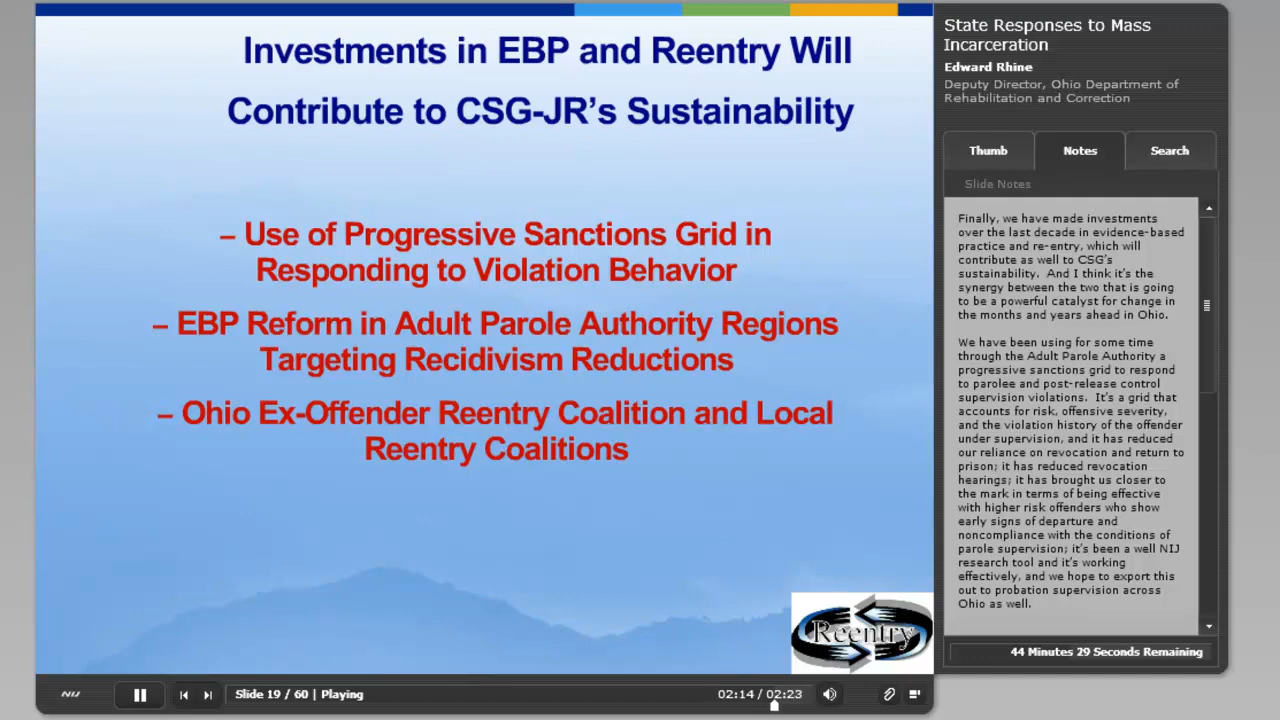 Investments in EBP and Reentry Will
Contribute to CSG-JR's Sustainability
– Use of Progressive Sanctions Grid in
Responding to Violation Behavior
– EBP Reform in Adult Parole Authority Regions
Targeting Recidivism Reductions
– Ohio Ex-Offender Reentry Coalition and Local
Reentry Coalitions
Reentry
Slide 19 / 60 | Playing
02:14 / 02:23
State Responses to Mass
Incarceration
Edward Rhine
Deputy Director, Ohio Department of
Rehabilitation and Correction
Thumb
Notes
Search
Slide Notes
Finally, we have made investments
over the last decade in evidence-based
practice and re-entry, which will
contribute as well to CSG's
sustainability.  And I think it's the
synergy between the two that is going
to be a powerful catalyst for change in
the months and years ahead in Ohio.
We have been using for some time
through the Adult Parole Authority a
progressive sanctions grid to respond
to parolee and post-release control
supervision violations.  It's a grid that
accounts for risk, offensive severity,
and the violation history of the offender
under supervision, and it has reduced
our reliance on revocation and return to
prison; it has reduced revocation
hearings; it has brought us closer to
the mark in terms of being effective
with higher risk offenders who show
early signs of departure and
noncompliance with the conditions of
parole supervision; it's been a well NIJ
research tool and it's working
effectively, and we hope to export this
out to probation supervision across
Ohio as well.
44 Minutes 29 Seconds Remaining